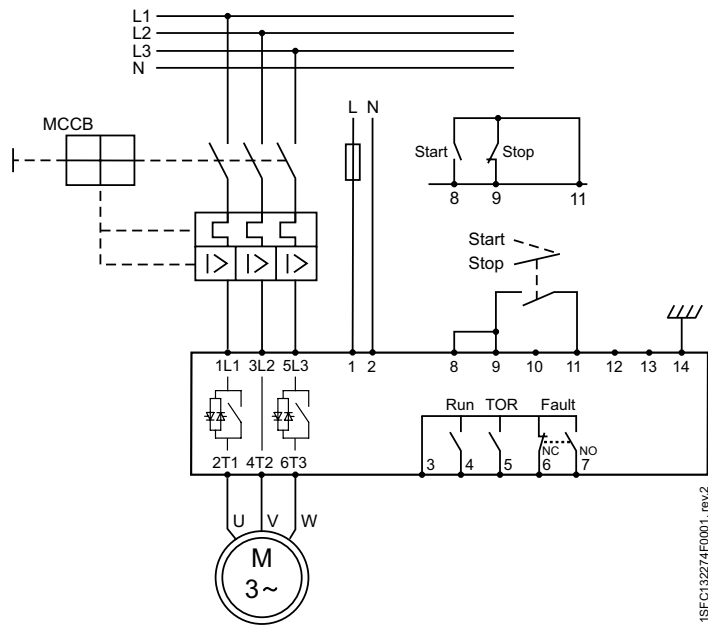 L1
L2
L3
N
MCCB
L N
Start Stop
8 9 11
Start
Stop
I> I> I>
1L1 3L2 5L3 1 2 8 9 10 11 12 13 14
Run TOR Fault
NC NO
2T1 4T2 6T3 3 4 5 6 7
U V W
M
3~
1SFC132274F0001, rev.2